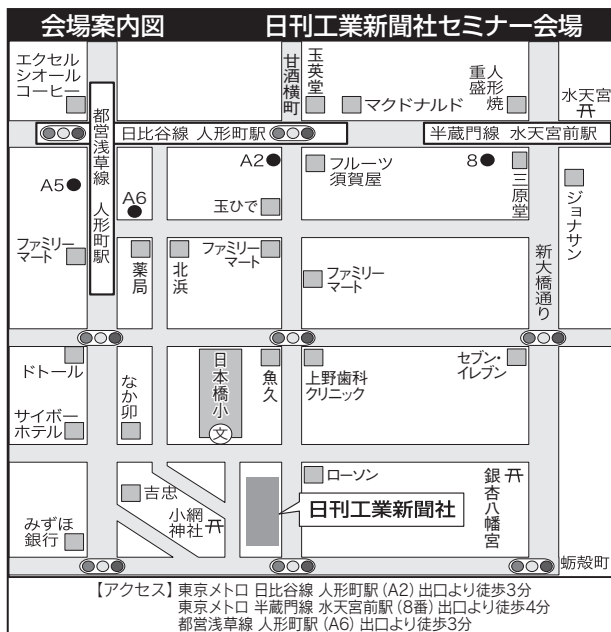 会場案内図 日刊工業新聞社セミナー会場
エクセル
シオール
コーヒー
都営浅草線 人形町駅
甘酒横町
玉英堂
マクドナルド
人形焼
重盛
水天宮
日比谷線 人形町駅
半蔵門線 水天宮前駅
A5
A6
A2
フルーツ
須賀屋
8
三原堂
ジョナサン
玉ひで
ファミリー
マート
薬局
北浜
ファミリー
マート
ファミリー
マート
新大橋通り
ドトール
なか卯
日本橋小
文
魚久
上野歯科
クリニック
セブン・
イレブン
サイボー
ホテル
吉忠
小網
神社
ローソン
日刊工業新聞社
銀杏八幡宮
みずほ
銀行
蛎殻町
【アクセス】東京メトロ 日比谷線 人形町駅(A2)出口より徒歩3分
東京メトロ 半蔵門線 水天宮前駅(8番)出口より徒歩4分
都営浅草線 人形町駅(A6)出口より徒歩3分